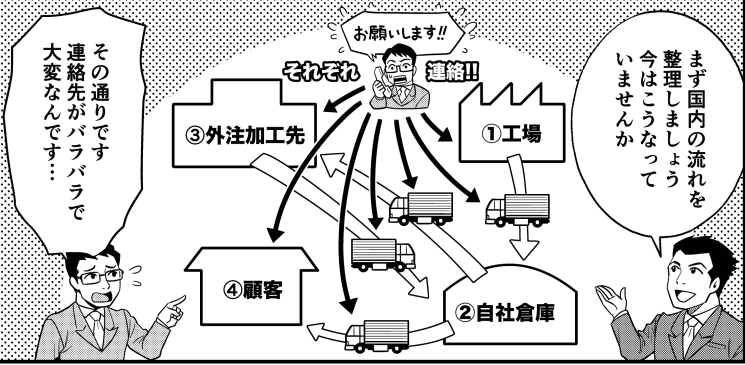 まず国内の流れを
整理しましょう
今はこうなって
いませんか
お願いします!!
それぞれ 連絡!!
③外注加工先
①工場
④顧客
②自社倉庫
その通りです
連絡先がバラバラで
大変なんです…